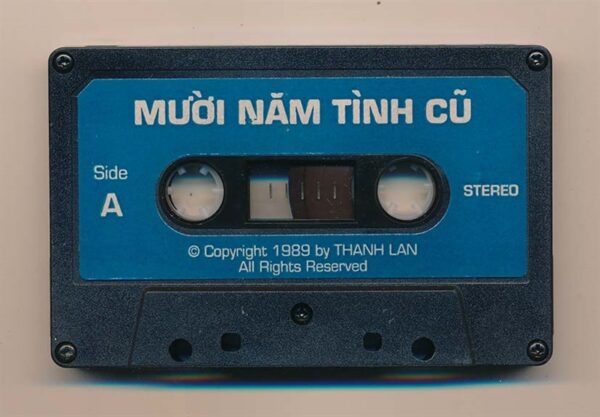 MƯỜI NĂM TÌNH CŨ
Side
A
STEREO
© Copyright 1989 by THANH LAN
All Rights Reserved